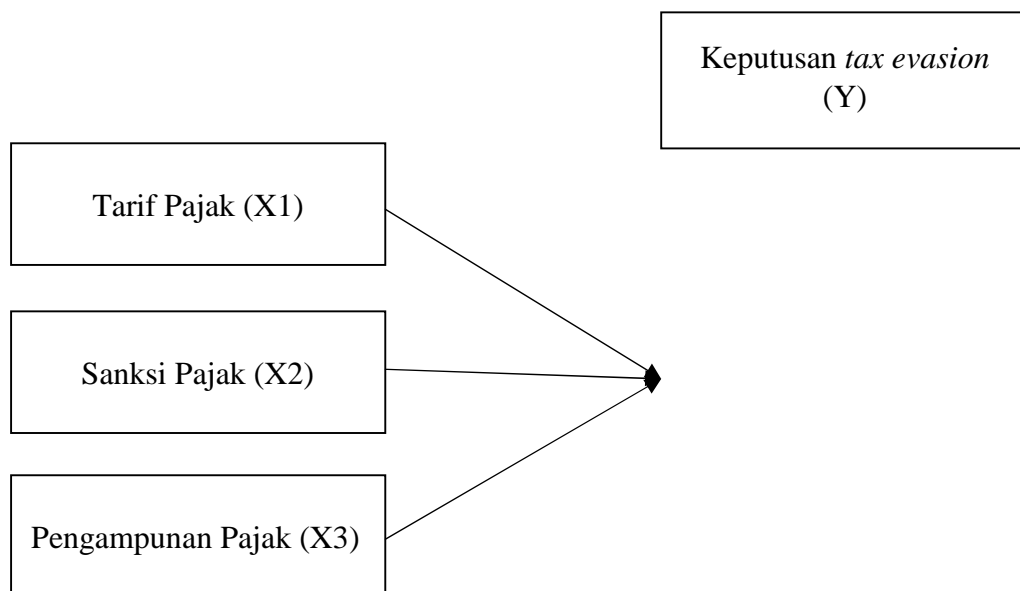 Keputusan tax evasion
(Y)
Tarif Pajak (X1)
Sanksi Pajak (X2)
Pengampunan Pajak (X3)